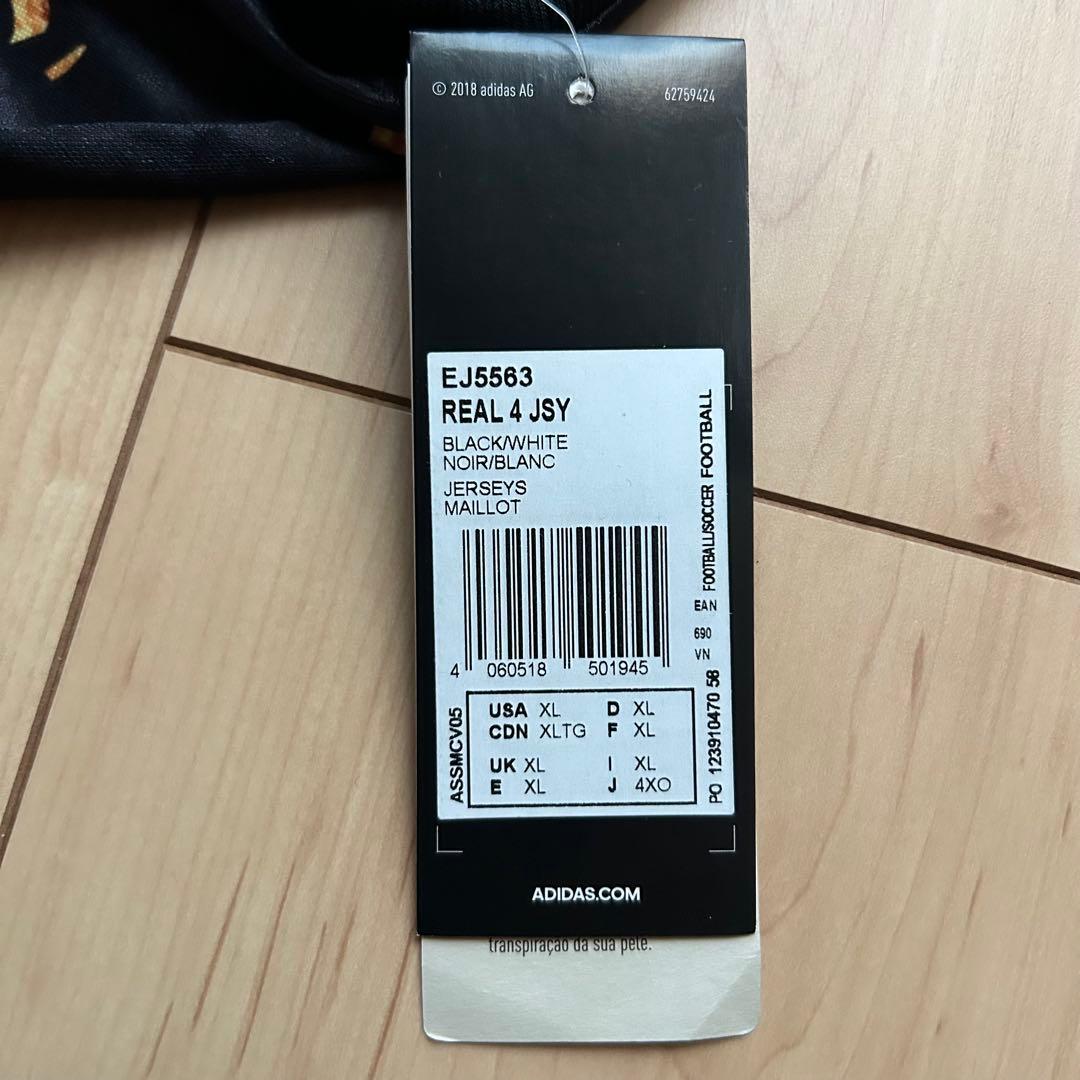 © 2018 adidas AG
62759424
EJ5563
REAL 4 JSY
BLACK/WHITE
NOIR/BLANC
JERSEYS
MAILLOT
FOOTBALL/SOCCER FOOTBALL
EAN
690
VN
4 060518 501945
ASSMCV05
USA XL D XL
CDN XLTG F XL
UK XL I XL
E XL J 4XO
PO 123910470 58
ADIDAS.COM
transpiração da sua pele.